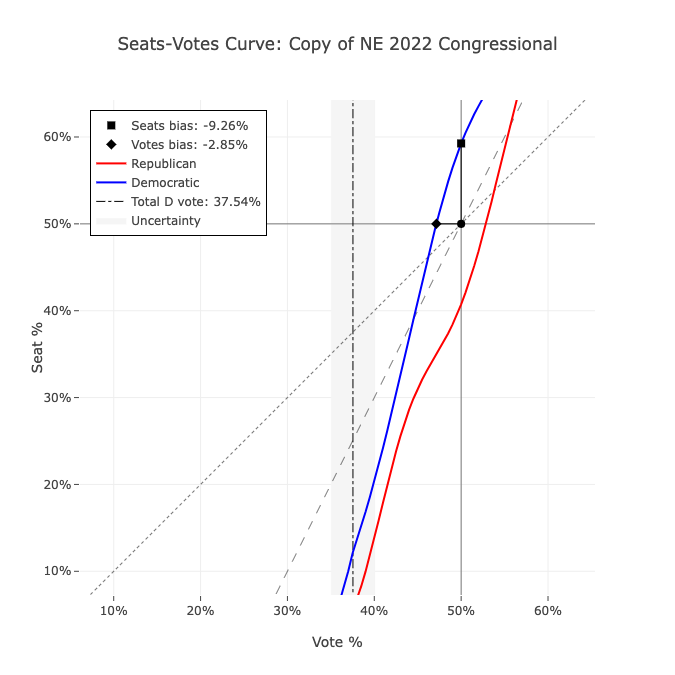 Seats-Votes Curve: Copy of NE 2022 Congressional
Seats bias: -9.26%
Votes bias: -2.85%
Republican
Democratic
Total D vote: 37.54%
Uncertainty
60%
50%
40%
30%
20%
10%
Seat %
10%
20%
30%
40%
50%
60%
Vote %